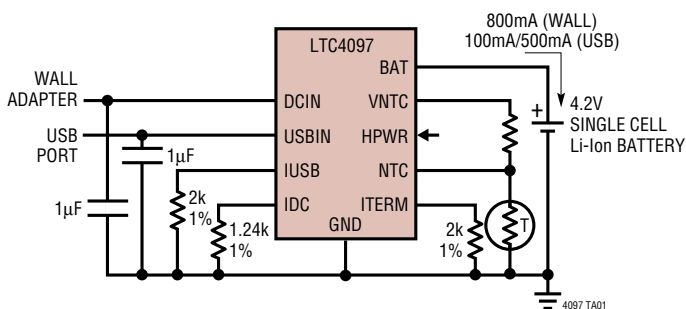 800mA (WALL)
100mA/500mA (USB)
LTC4097
BAT
WALL
ADAPTER
DCIN
VNTC
+
4.2V
SINGLE CELL
Li-Ion BATTERY
USB
PORT
USBIN
HPWR
1µF
IUSB
NTC
1µF
2k
1%
IDC
ITERM
1.24k
1%
GND
2k
1%
T
4097 TA01